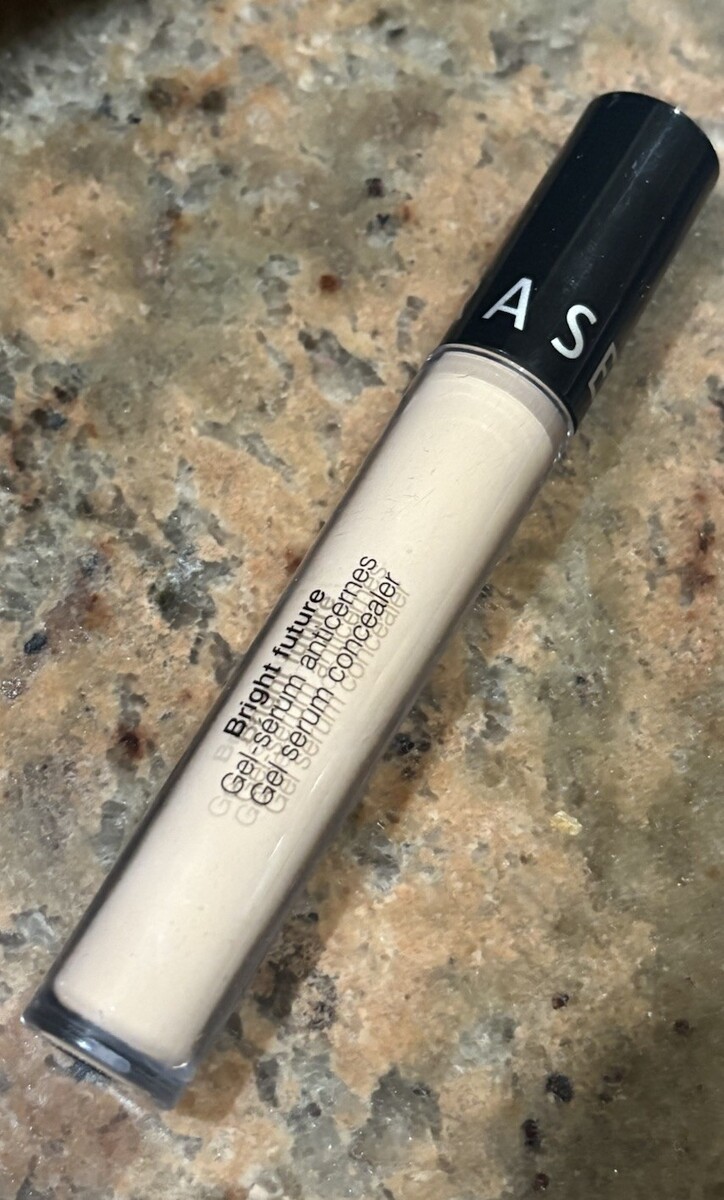 A S E
Bright future
Gel-sérum anticernes
Gel serum concealer